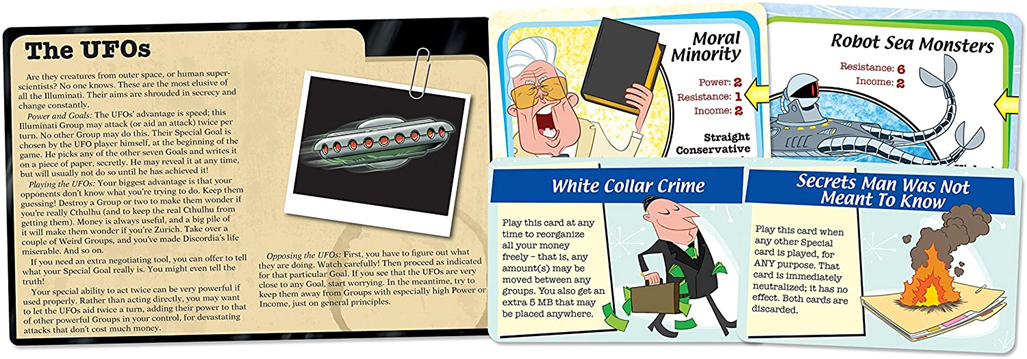 The UFOs
Are they creatures from outer space, or human super-
scientists? No one knows. These are the most elusive of
all the Illuminati. Their aims are shrouded in secrecy and
change constantly.
Power and Goals: The UFOs' advantage is speed; this
Illuminati Group may attack (or aid an attack) twice per
turn. No other Group may do this. Their Special Goal is
chosen by the UFO player himself, at the beginning of the
game. He picks any of the other seven Goals and writes it
on a piece of paper, secretly. He may reveal it at any time,
but will usually not do so until he has achieved it!
Playing the UFOs: Your biggest advantage is that your
opponents don't know what you're trying to do. Keep them
guessing! Destroy a Group or two to make them wonder if
you're really Cthulhu (and to keep the real Cthulhu from
getting them). Money is always useful, and a big pile of
it will make them wonder if you're Zurich. Take over a
couple of Weird Groups, and you've made Discordia's life
miserable. And so on.
If you need an extra negotiating tool, you can offer to tell
what your Special Goal really is. You might even tell the
truth!
Your special ability to act twice can be very powerful if
used properly. Rather than acting directly, you may want
to let the UFOs aid twice a turn, adding their power to that
of other powerful Groups in your control, for devastating
attacks that don't cost much money.
Opposing the UFOs: First, you have to figure out what
they are doing. Watch carefully! Then proceed as indicated
for that particular Goal. If you see that the UFOs are very
close to any Goal, start worrying. In the meantime, try to
keep them away from Groups with especially high Power or
Income, just on general principles.
Moral
Minority
Power: 2
Resistance: 1
Income: 2
Straight
Conservative
Robot Sea Monsters
Resistance: 6
Income: 2
White Collar Crime
Play this card at any
time to reorganize
all your money
freely – that is, any
amount(s) may be
moved between any
groups. You also get an
extra 5 MB that may
be placed anywhere.
Secrets Man Was Not
Meant To Know
Play this card when
any other Special
card is played, for
ANY purpose. That
card is immediately
neutralized; it has no
effect. Both cards are
discarded.